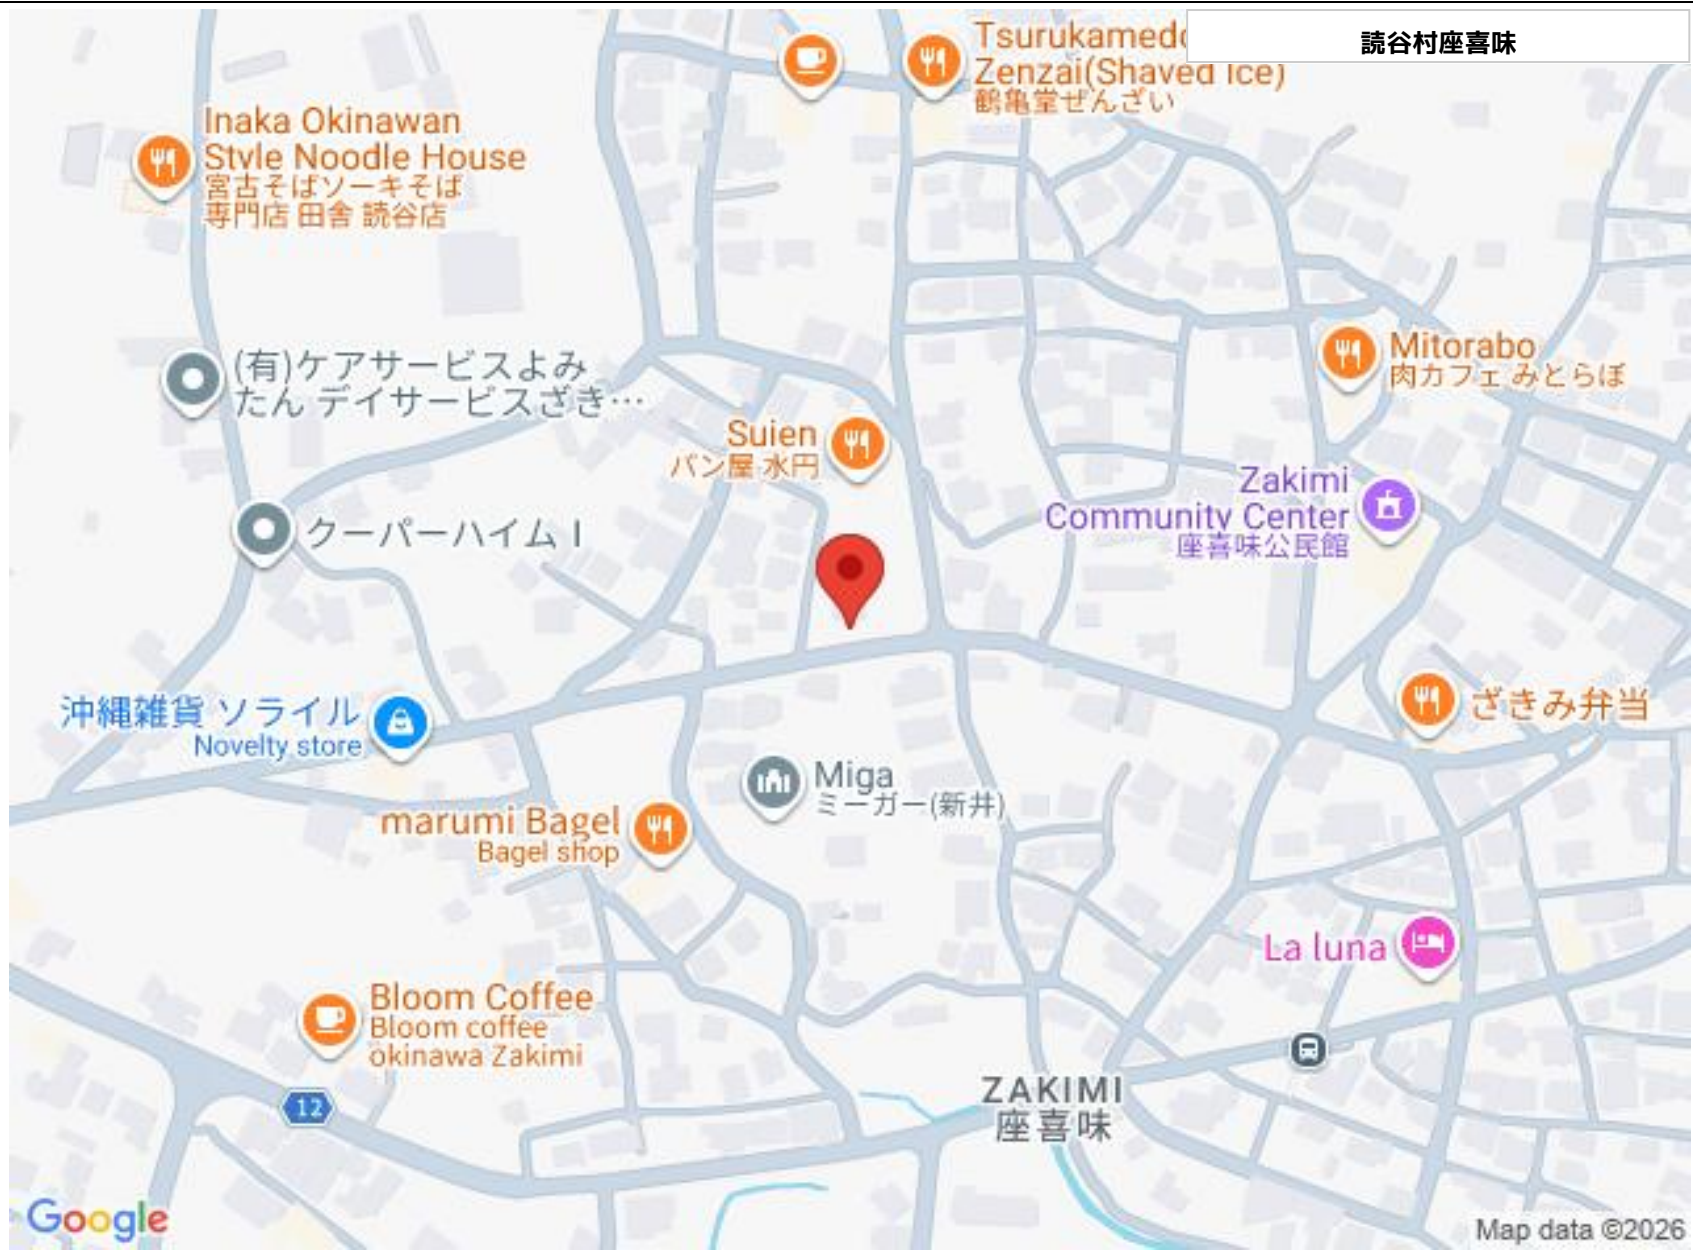 読谷村座喜味
Zenzai(Shaved Ice)
鶴亀堂ぜんざい
Inaka Okinawan
Style Noodle House
宮古そばソーキそば
専門店 田舎 読谷店
(有)ケアサービスよみ
たん デイサービスざき…
Mitorabo
肉カフェ みとらぼ
Suien
パン屋 水円
Zakimi
Community Center
座喜味公民館
クーパーハイム I
沖縄雑貨 ソライル
Novelty store
ざきみ弁当
Miga
ミーガー(新井)
marumi Bagel
Bagel shop
La luna
Bloom Coffee
Bloom coffee
okinawa Zakimi
12
ZAKIMI
座喜味
Google
Map data ©2026